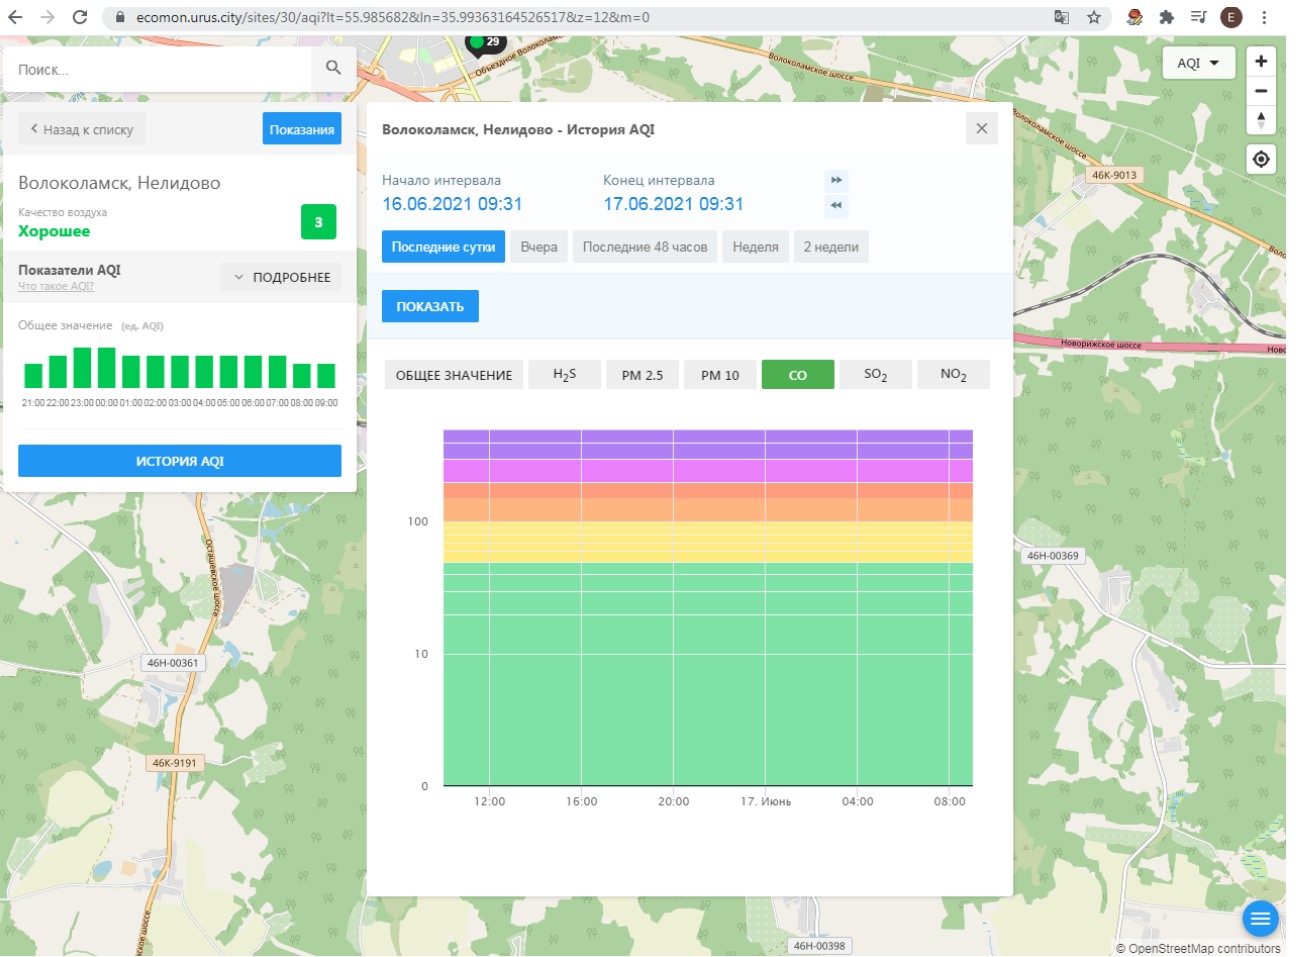 ecomon.urus.city/sites/30/aqi?lt=55.985682&ln=35.99363164526517&z=12&m=0
E
29
Объездное Волоколамс
Волоколамское шоссе
Поиск...
AQI
Назад к списку
Показания
Волоколамск, Нелидово - История AQI
Волоколамское шоссе
46К-9013
Волоколамск, Нелидово
Качество воздуха
Хорошее
3
Начало интервала
Конец интервала
16.06.2021 09:31
17.06.2021 09:31
Последние сутки
Вчера
Последние 48 часов
Неделя
2 недели
Показатели AQI
Что такое AQI?
ПОДРОБНЕЕ
ПОКАЗАТЬ
Общее значение (ед. AQI)
21:00 22:00 23:00 00:00 01:00 02:00 03:00 04:00 05:00 06:00 07:00 08:00 09:00
Новорижское шоссе
Ново
ОБЩЕЕ ЗНАЧЕНИЕ
H2S
PM 2.5
PM 10
CO
SO2
NO2
ИСТОРИЯ AQI
100
10
0
12:00
16:00
20:00
17. Июнь
04:00
08:00
Осташёвское шоссе
46Н-00369
46Н-00361
46К-9191
46Н-00398
© OpenStreetMap contributors